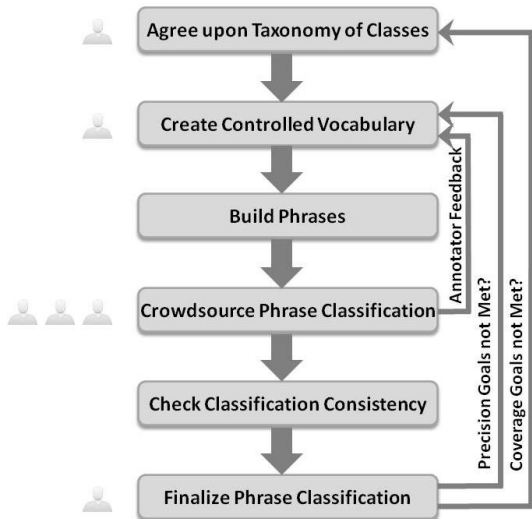 Agree upon Taxonomy of Classes
Create Controlled Vocabulary
Build Phrases
Crowdsource Phrase Classification
Check Classification Consistency
Finalize Phrase Classification
Annotator Feedback
Precision Goals not Met?
Coverage Goals not Met?